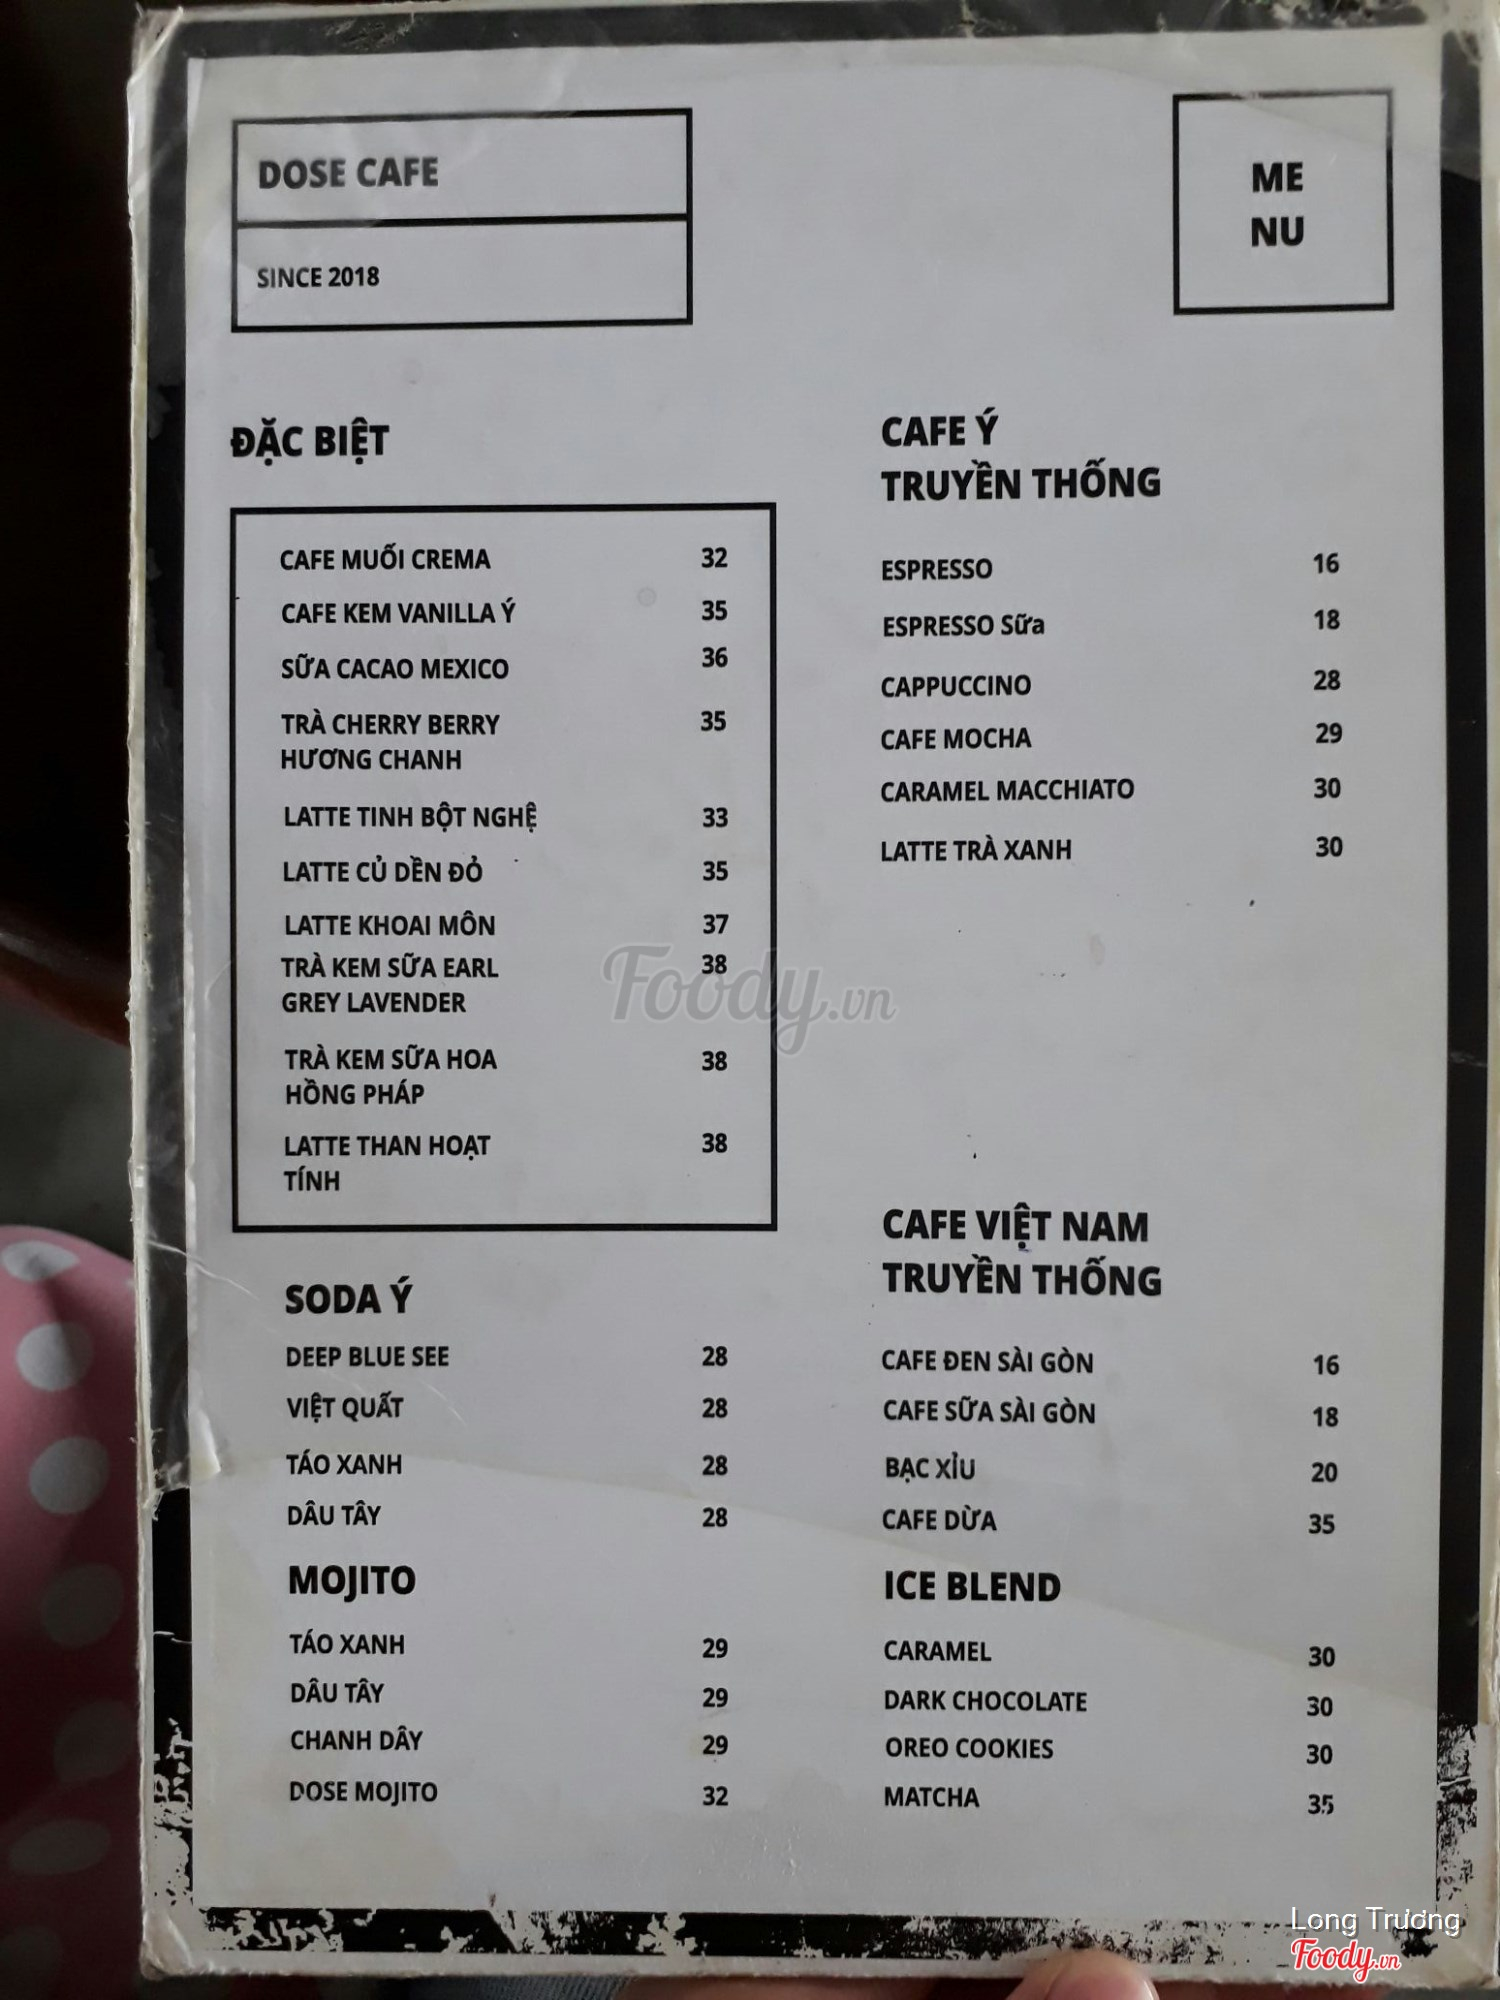 DOSE CAFE
SINCE 2018
ME
NU
ĐẶC BIỆT
CAFE MUỐI CREMA 32
CAFE KEM VANILLA Ý 35
SỮA CACAO MEXICO 36
TRÀ CHERRY BERRY 35
HƯƠNG CHANH
LATTE TINH BỘT NGHỆ 33
LATTE CỦ DỀN ĐỎ 35
LATTE KHOAI MÔN 37
TRÀ KEM SỮA EARL 38
GREY LAVENDER
TRÀ KEM SỮA HOA 38
HỒNG PHÁP
LATTE THAN HOẠT 38
TÍNH
SODA Ý
DEEP BLUE SEE 28
VIỆT QUẤT 28
TÁO XANH 28
DÂU TÂY 28
MOJITO
TÁO XANH 29
DÂU TÂY 29
CHANH DÂY 29
DOSE MOJITO 32
CAFE Ý
TRUYỀN THỐNG
ESPRESSO 16
ESPRESSO Sữa 18
CAPPUCCINO 28
CAFE MOCHA 29
CARAMEL MACCHIATO 30
LATTE TRÀ XANH 30
CAFE VIỆT NAM
TRUYỀN THỐNG
CAFE ĐEN SÀI GÒN 16
CAFE SỮA SÀI GÒN 18
BẠC XỈU 20
CAFE DỪA 35
ICE BLEND
CARAMEL 30
DARK CHOCOLATE 30
OREO COOKIES 30
MATCHA 35
Foody.vn
Long Trương
Foody.vn